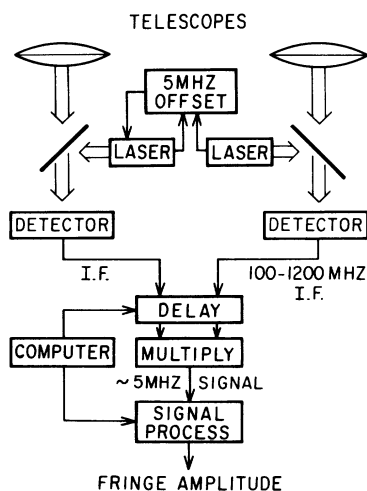 TELESCOPES
5MHZ
OFFSET
LASER
LASER
DETECTOR
DETECTOR
I.F.
100-1200 MHZ
I.F.
DELAY
COMPUTER
MULTIPLY
~5MHZ SIGNAL
SIGNAL
PROCESS
FRINGE AMPLITUDE